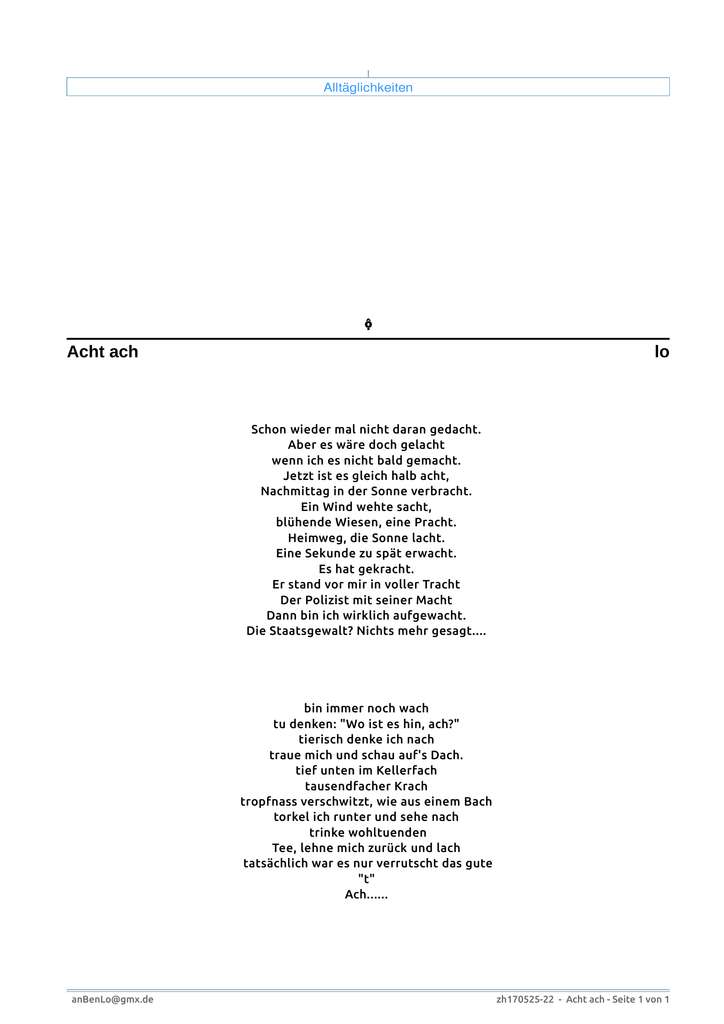 Alltäglichkeiten
Acht ach lo
Schon wieder mal nicht daran gedacht.
Aber es wäre doch gelacht
wenn ich es nicht bald gemacht.
Jetzt ist es gleich halb acht,
Nachmittag in der Sonne verbracht.
Ein Wind wehte sacht,
blühende Wiesen, eine Pracht.
Heimweg, die Sonne lacht.
Eine Sekunde zu spät erwacht.
Es hat gekracht.
Er stand vor mir in voller Tracht
Der Polizist mit seiner Macht
Dann bin ich wirklich aufgewacht.
Die Staatsgewalt? Nichts mehr gesagt....
bin immer noch wach
tu denken: "Wo ist es hin, ach?"
tierisch denke ich nach
traue mich und schau auf's Dach.
tief unten im Kellerfach
tausendfacher Krach
tropfnass verschwitzt, wie aus einem Bach
torkel ich runter und sehe nach
trinke wohltuenden
Tee, lehne mich zurück und lach
tatsächlich war es nur verrutscht das gute
"t"
Ach......
anBenLo@gmx.de zh170525-22 - Acht ach - Seite 1 von 1